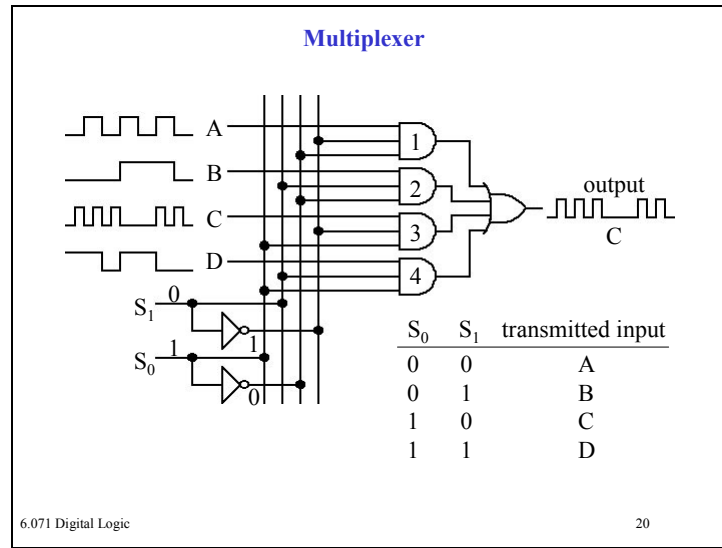 Multiplexer
A
1
B
2
output
C
3
C
D
4
S₁ 0
1
S₀ 1
0
S₀ S₁ transmitted input
0 0 A
0 1 B
1 0 C
1 1 D
6.071 Digital Logic 20